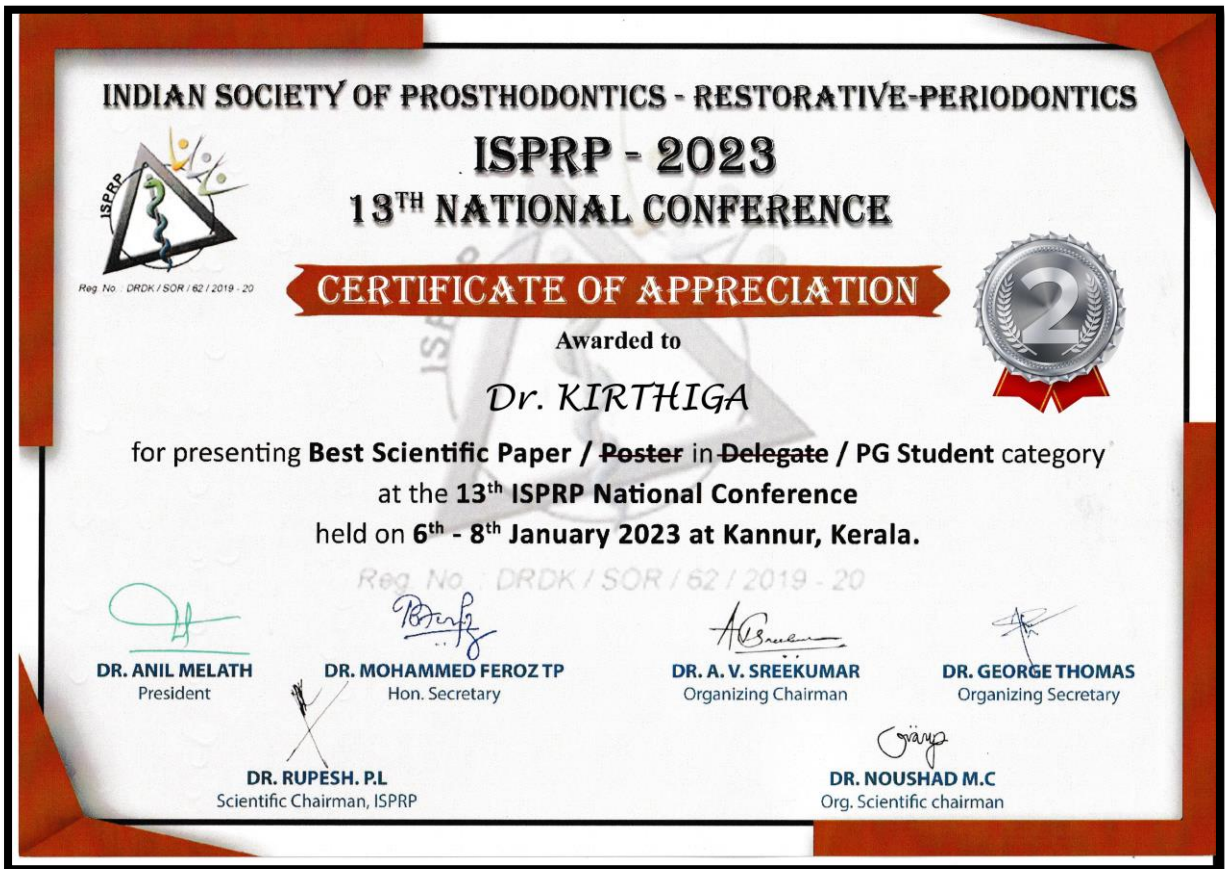 INDIAN SOCIETY OF PROSTHODONTICS - RESTORATIVE-PERIODONTICS
ISPRP - 2023
13TH NATIONAL CONFERENCE
ISPRP
Reg. No. : DRDK / SOR / 62 / 2019 - 20
CERTIFICATE OF APPRECIATION
2
Awarded to
Dr. KIRTHIGA
for presenting Best Scientific Paper / Poster in Delegate / PG Student category
at the 13th ISPRP National Conference
held on 6th - 8th January 2023 at Kannur, Kerala.
ISPRP
Reg. No. : DRDK / SOR / 62 / 2019 - 20
DR. ANIL MELATH
President
DR. MOHAMMED FEROZ TP
Hon. Secretary
DR. A. V. SREEKUMAR
Organizing Chairman
DR. GEORGE THOMAS
Organizing Secretary
DR. RUPESH. P.L
Scientific Chairman, ISPRP
DR. NOUSHAD M.C
Org. Scientific chairman